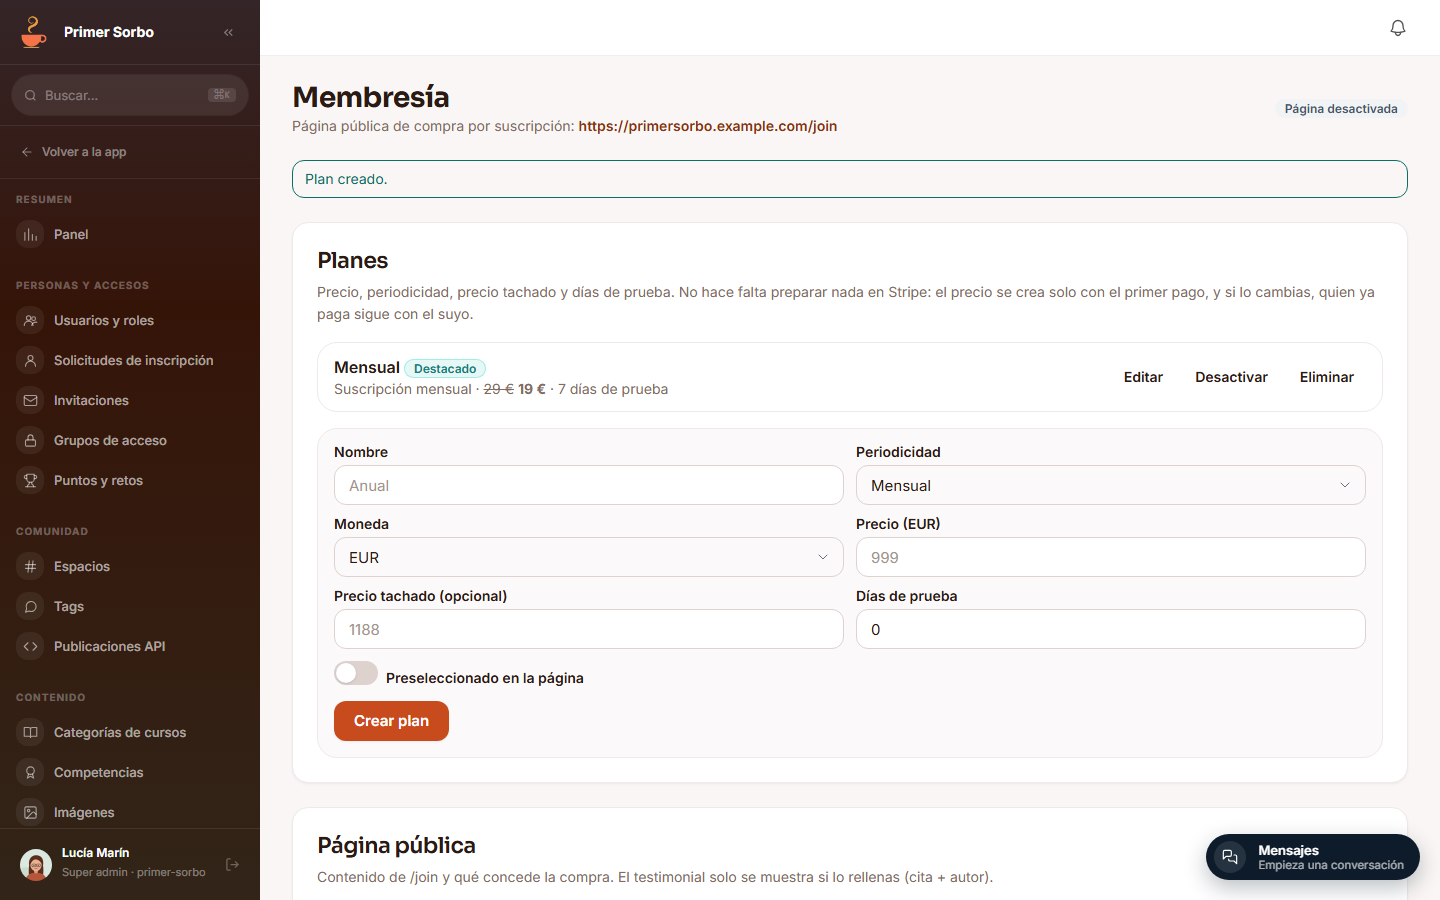 Primer Sorbo
Buscar...
⌘K
Volver a la app
RESUMEN
Panel
PERSONAS Y ACCESOS
Usuarios y roles
Solicitudes de inscripción
Invitaciones
Grupos de acceso
Puntos y retos
COMUNIDAD
Espacios
Tags
Publicaciones API
CONTENIDO
Categorías de cursos
Competencias
Imágenes
Lucía Marín
Super admin · primer-sorbo
Membresía
Página pública de compra por suscripción: https://primersorbo.example.com/join
Página desactivada
Plan creado.
Planes
Precio, periodicidad, precio tachado y días de prueba. No hace falta preparar nada en Stripe: el precio se crea solo con el primer pago, y si lo cambias, quien ya
paga sigue con el suyo.
Mensual Destacado
Suscripción mensual · 29 € 19 € · 7 días de prueba
Editar Desactivar Eliminar
Nombre
Anual
Periodicidad
Mensual
Moneda
EUR
Precio (EUR)
999
Precio tachado (opcional)
1188
Días de prueba
0
Preseleccionado en la página
Crear plan
Página pública
Contenido de /join y qué concede la compra. El testimonial solo se muestra si lo rellenas (cita + autor).
Mensajes
Empieza una conversación